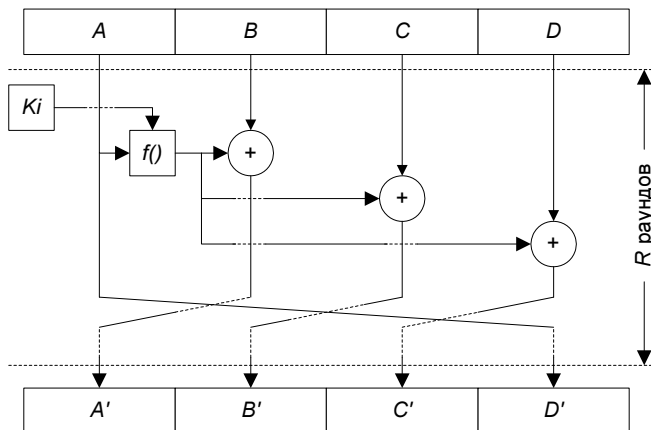 A B C D
Ki
f()
+
+
+
R раундов
A' B' C' D'